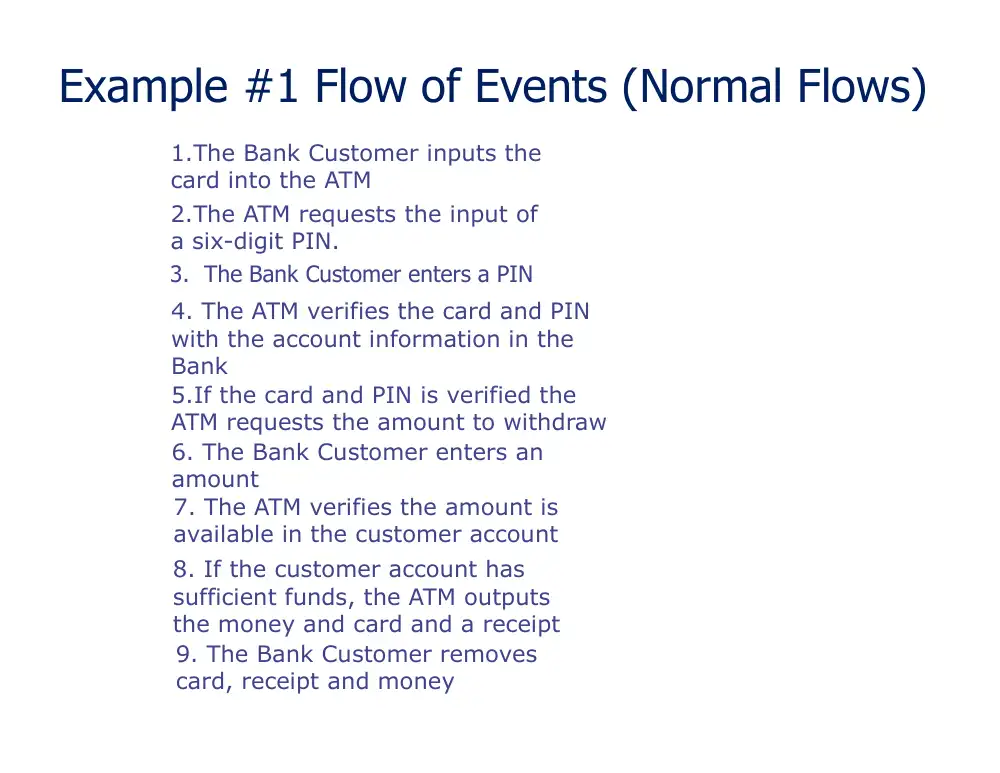 Example #1 Flow of Events (Normal Flows)
1.The Bank Customer inputs the
card into the ATM
2.The ATM requests the input of
a six-digit PIN.
3. The Bank Customer enters a PIN
4. The ATM verifies the card and PIN
with the account information in the
Bank
5.If the card and PIN is verified the
ATM requests the amount to withdraw
6. The Bank Customer enters an
amount
7. The ATM verifies the amount is
available in the customer account
8. If the customer account has
sufficient funds, the ATM outputs
the money and card and a receipt
9. The Bank Customer removes
card, receipt and money